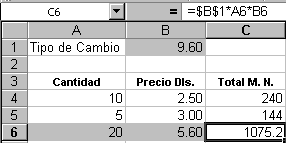 C6 = =$B$1*A6*B6
A B C
1 Tipo de Cambio 9.60
2
3 Cantidad Precio Dls. Total M. N.
4 10 2.50 240
5 5 3.00 144
6 20 5.60 1075.2